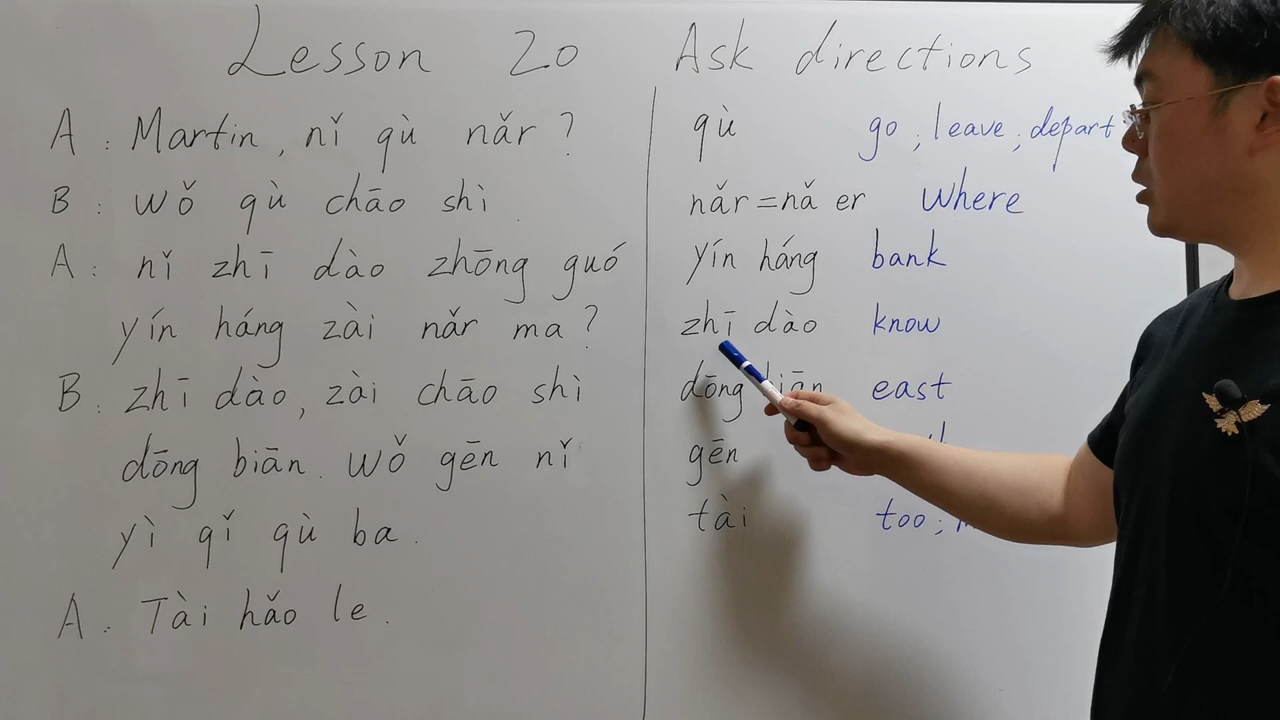 Lesson 20 Ask directions
A: Martin, nǐ qù nǎr?
B: wǒ qù chāo shì.
A: nǐ zhī dào zhōng guó
yín háng zài nǎr ma?
B: zhī dào, zài chāo shì
dōng biān. wǒ gēn nǐ
yì qǐ qù ba.
A: Tài hǎo le.
qù go; leave; depart
nǎr=nǎ er where
yín háng bank
zhī dào know
dōng biān east
gēn
tài too;